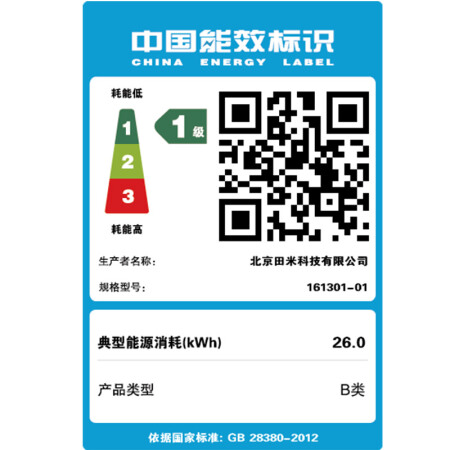 中国能效标识
CHINA ENERGY LABEL
耗能低
1
1级
2
3
耗能高
生产者名称： 北京田米科技有限公司
规格型号： 161301-01
典型能源消耗(kWh) 26.0
产品类型 B类
依据国家标准: GB 28380-2012